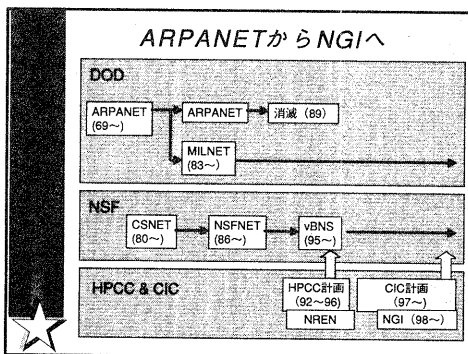 ARPANETからNGIへ
DOD
ARPANET
(69〜)
ARPANET
消滅 (89)
MILNET
(83〜)
NSF
CSNET
(80〜)
NSFNET
(86〜)
vBNS
(95〜)
HPCC & CIC
HPCC計画
(92〜96)
NREN
CIC計画
(97〜)
NGI (98〜)